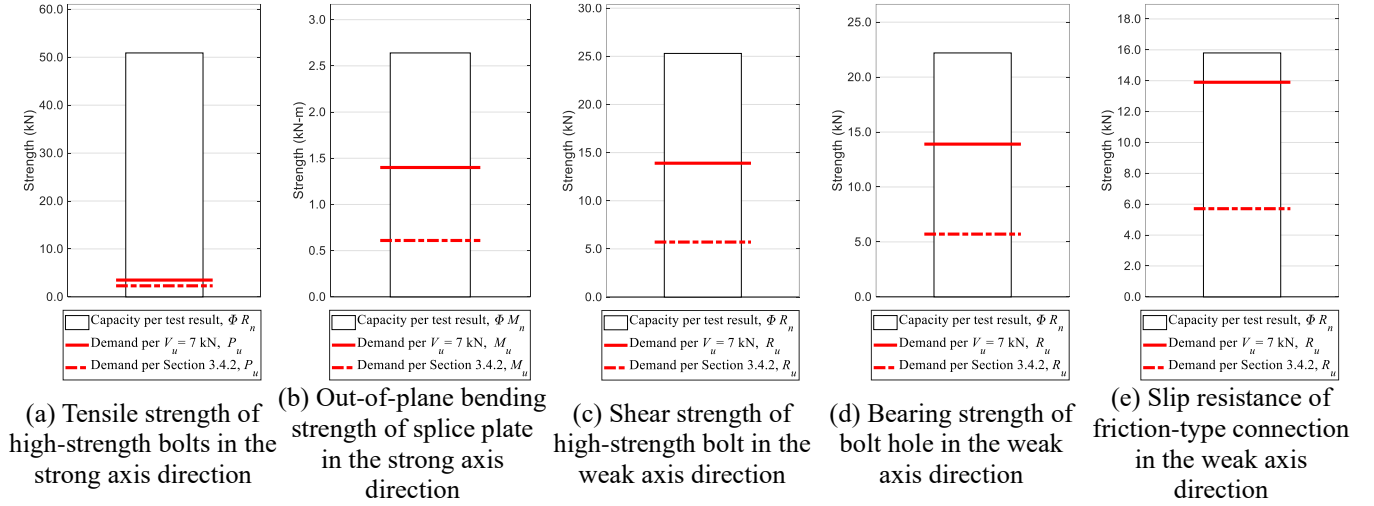 60.0
50.0
40.0
30.0
20.0
10.0
0.0
Strength (kN)
Capacity per test result, Φ R_n
Demand per V_u = 7 kN, P_u
Demand per Section 3.4.2, P_u
(a) Tensile strength of
high-strength bolts in the
strong axis direction
3.0
2.5
2.0
1.5
1.0
0.5
0.0
Strength (kN-m)
Capacity per test result, Φ M_n
Demand per V_u = 7 kN, M_u
Demand per Section 3.4.2, M_u
(b) Out-of-plane bending
strength of splice plate
in the strong axis
direction
30.0
25.0
20.0
15.0
10.0
5.0
0.0
Strength (kN)
Capacity per test result, Φ R_n
Demand per V_u = 7 kN, R_u
Demand per Section 3.4.2, R_u
(c) Shear strength of
high-strength bolt in the
weak axis direction
25.0
20.0
15.0
10.0
5.0
0.0
Strength (kN)
Capacity per test result, Φ R_n
Demand per V_u = 7 kN, R_u
Demand per Section 3.4.2, R_u
(d) Bearing strength of
bolt hole in the weak
axis direction
18.0
16.0
14.0
12.0
10.0
8.0
6.0
4.0
2.0
0.0
Strength (kN)
Capacity per test result, Φ R_n
Demand per V_u = 7 kN, R_u
Demand per Section 3.4.2, R_u
(e) Slip resistance of
friction-type connection
in the weak axis
direction